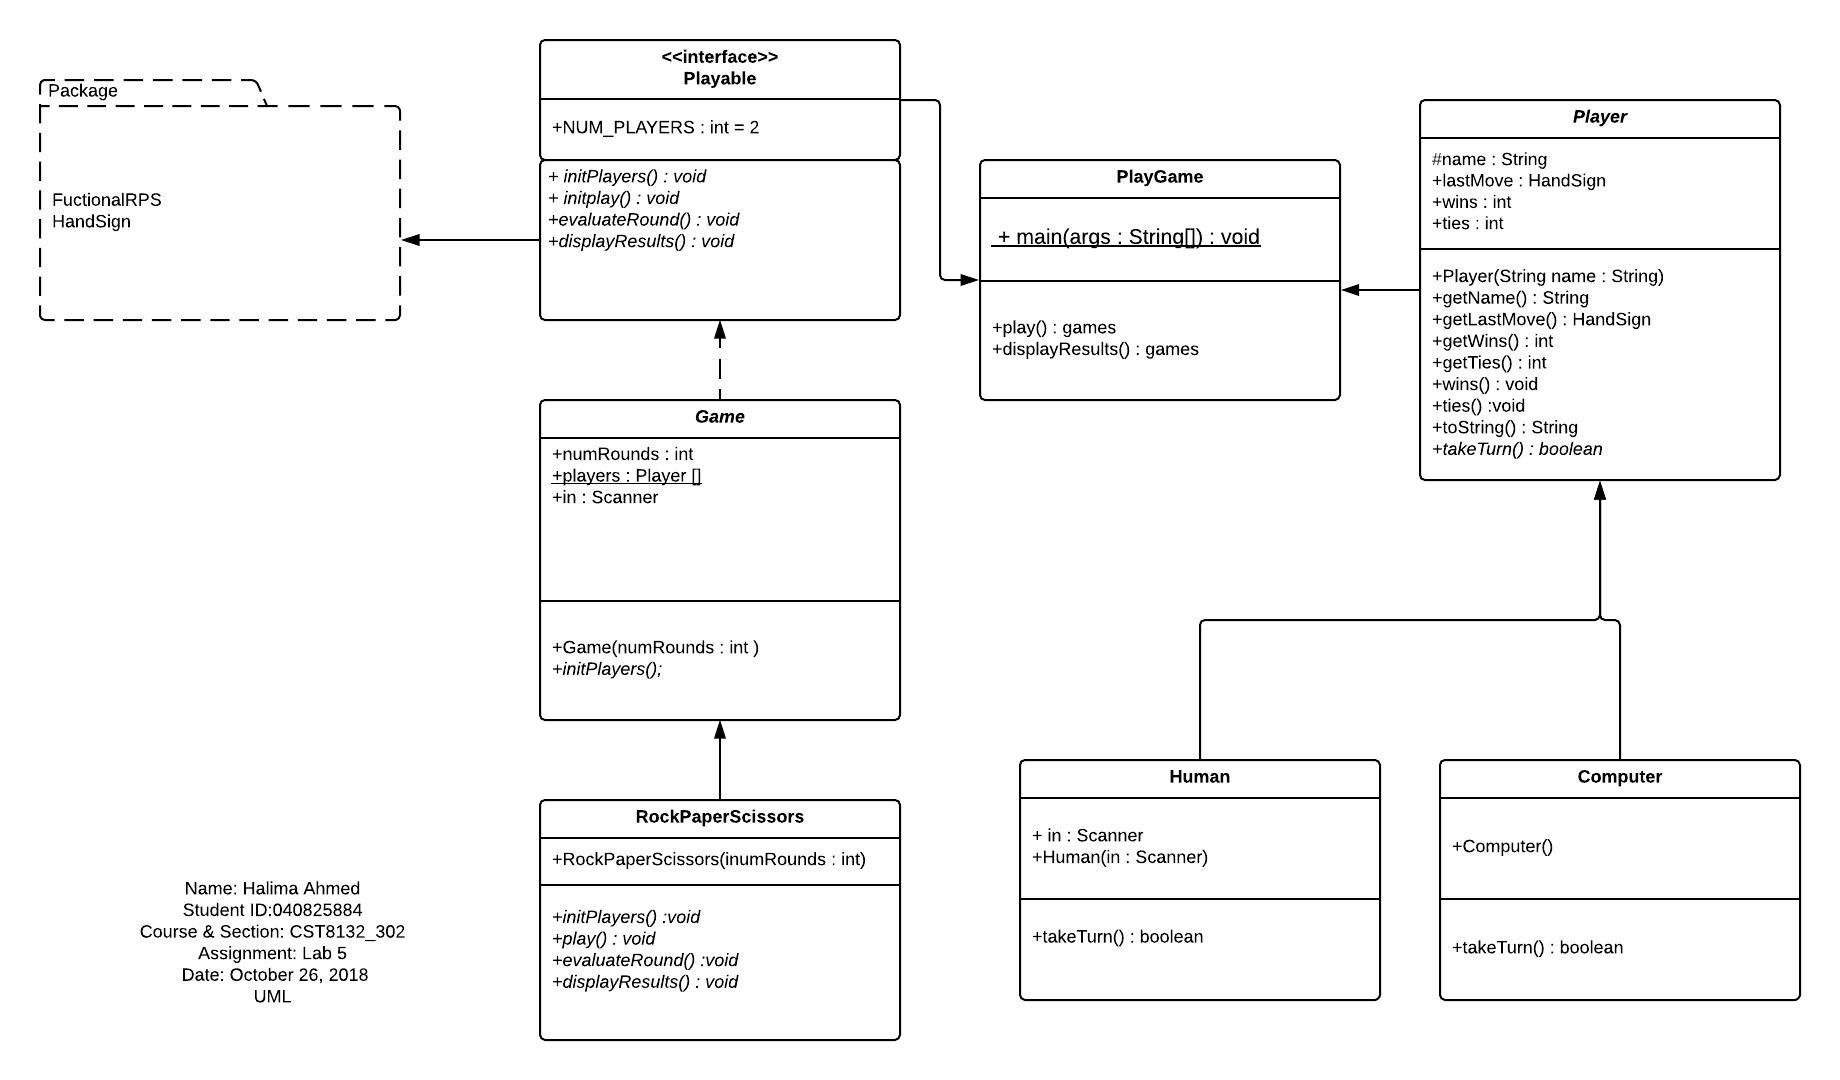 Package
FuctionalRPS
HandSign
<<interface>>
Playable
+NUM_PLAYERS : int = 2
+ initPlayers() : void
+ initplay() : void
+evaluateRound() : void
+displayResults() : void
PlayGame
+ main(args : String[]) : void
+play() : games
+displayResults() : games
Player
#name : String
+lastMove : HandSign
+wins : int
+ties : int
+Player(String name : String)
+getName() : String
+getLastMove() : HandSign
+getWins() : int
+getTies() : int
+wins() : void
+ties() :void
+toString() : String
+takeTurn() : boolean
Game
+numRounds : int
+players : Player []
+in : Scanner
+Game(numRounds : int )
+initPlayers();
RockPaperScissors
+RockPaperScissors(inumRounds : int)
+initPlayers() :void
+play() : void
+evaluateRound() :void
+displayResults() : void
Human
+ in : Scanner
+Human(in : Scanner)
+takeTurn() : boolean
Computer
+Computer()
+takeTurn() : boolean
Name: Halima Ahmed
Student ID:040825884
Course & Section: CST8132_302
Assignment: Lab 5
Date: October 26, 2018
UML